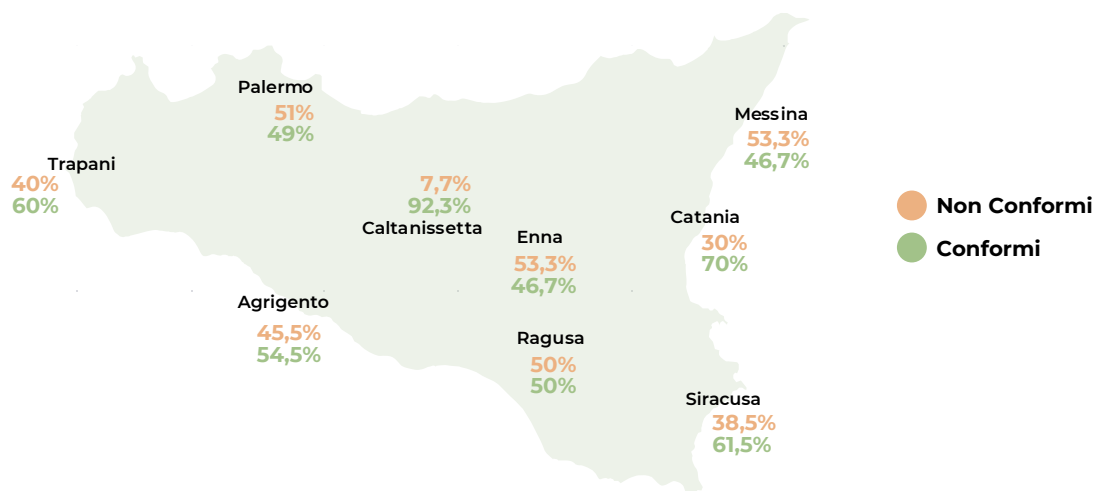 Palermo
51%
49%
Messina
53,3%
46,7%
Trapani
40%
60%
7,7%
92,3%
Caltanissetta
Enna
53,3%
46,7%
Catania
30%
70%
Non Conformi
Conformi
Agrigento
45,5%
54,5%
Ragusa
50%
50%
Siracusa
38,5%
61,5%